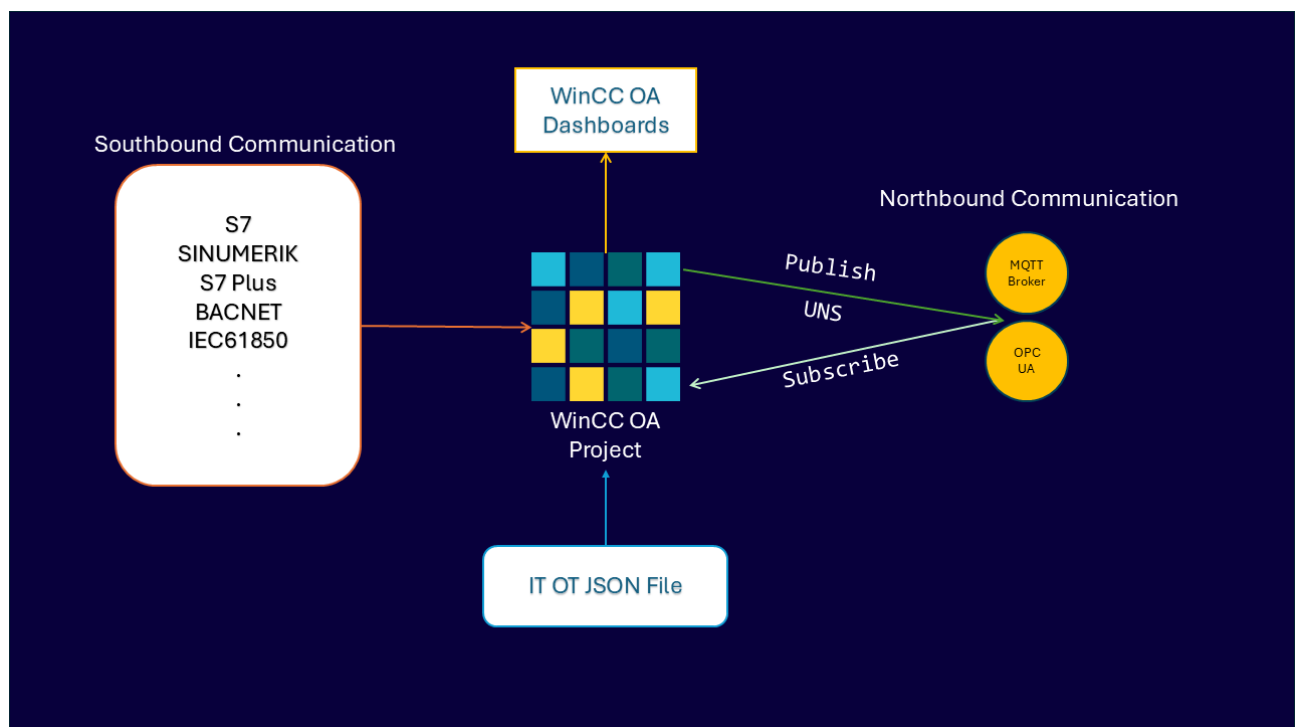 WinCC OA
Dashboards
Southbound Communication
S7
SINUMERIK
S7 Plus
BACNET
IEC61850
.
.
.
Northbound Communication
MQTT
Broker
OPC
UA
Publish
UNS
Subscribe
WinCC OA
Project
IT OT JSON File